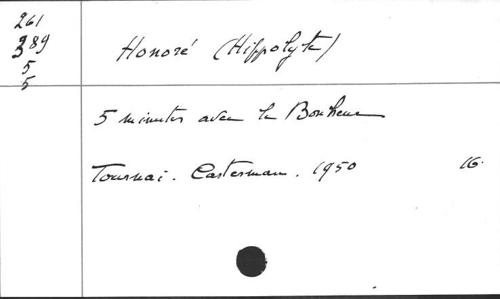 261
389
5
5
Honoré (Hippolyte)
5 minutes avec le Bonheur
Tournai. Casterman. 1950 16.